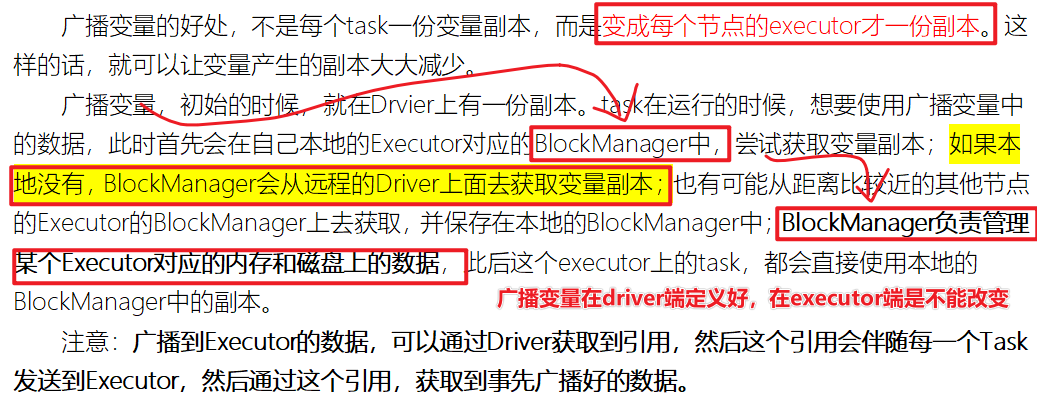 广播变量的好处，不是每个task一份变量副本，而是变成每个节点的executor才一份副本。这
样的话，就可以让变量产生的副本大大减少。
广播变量，初始的时候，就在Drvier上有一份副本。task在运行的时候，想要使用广播变量中
的数据，此时首先会在自己本地的Executor对应的BlockManager中，尝试获取变量副本；如果本
地没有，BlockManager会从远程的Driver上面去获取变量副本；也有可能从距离比较近的其他节点
的Executor的BlockManager上去获取，并保存在本地的BlockManager中；BlockManager负责管理
某个Executor对应的内存和磁盘上的数据，此后这个executor上的task，都会直接使用本地的
BlockManager中的副本。
广播变量在driver端定义好，在executor端是不能改变
注意：广播到Executor的数据，可以通过Driver获取到引用，然后这个引用会伴随每一个Task
发送到Executor，然后通过这个引用，获取到事先广播好的数据。